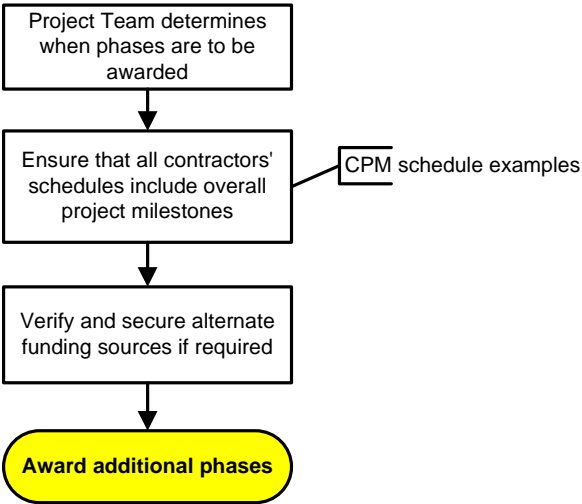 Project Team determines
when phases are to be
awarded
Ensure that all contractors'
schedules include overall
project milestones
CPM schedule examples
Verify and secure alternate
funding sources if required
Award additional phases